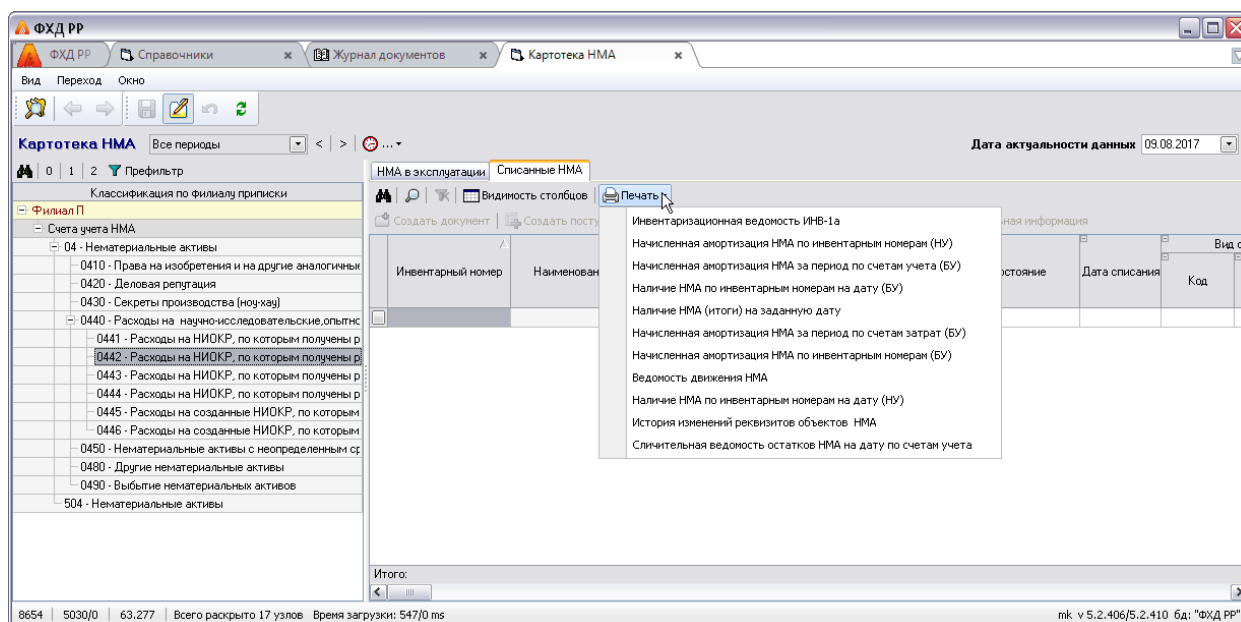 ФХД РР
ФХД РР Справочники Журнал документов Картотека НМА
Вид Переход Окно
Картотека НМА Все периоды < | > ... Дата актуальности данных 09.08.2017
0 | 1 | 2 Префильтр
НМА в эксплуатации Списанные НМА
Классификация по филиалу приписки
Видимость столбцов Печать
Филиал П
Создать документ Создать посту ная информация
Счета учета НМА
04 - Нематериальные активы
0410 - Права на изобретения и на другие аналогичные
0420 - Деловая репутация
0430 - Секреты производства (ноу-хау)
0440 - Расходы на научно-исследовательские,опытнс
0441 - Расходы на НИОКР, по которым получены р
0442 - Расходы на НИОКР, по которым получены р
0443 - Расходы на НИОКР, по которым получены р
0444 - Расходы на НИОКР, по которым получены р
0445 - Расходы на созданные НИОКР, по которым
0446 - Расходы на созданные НИОКР, по которым
0450 - Нематериальные активы с неопределенным ср
0480 - Другие нематериальные активы
0490 - Выбытие нематериальных активов
504 - Нематериальные активы
Инвентарный номер Наименован остояние Дата списания Вид о
Код
Инвентаризационная ведомость ИНВ-1а
Начисленная амортизация НМА по инвентарным номерам (НУ)
Начисленная амортизация НМА за период по счетам учета (БУ)
Наличие НМА по инвентарным номерам на дату (БУ)
Наличие НМА (итоги) на заданную дату
Начисленная амортизация НМА за период по счетам затрат (БУ)
Начисленная амортизация НМА по инвентарным номерам (БУ)
Ведомость движения НМА
Наличие НМА по инвентарным номерам на дату (НУ)
История изменений реквизитов объектов НМА
Сличительная ведомость остатков НМА на дату по счетам учета
Итого:
8654 5030/0 63.277 Всего раскрыто 17 узлов Время загрузки: 547/0 ms mk v 5.2.406/5.2.410 бд: "ФХД РР"